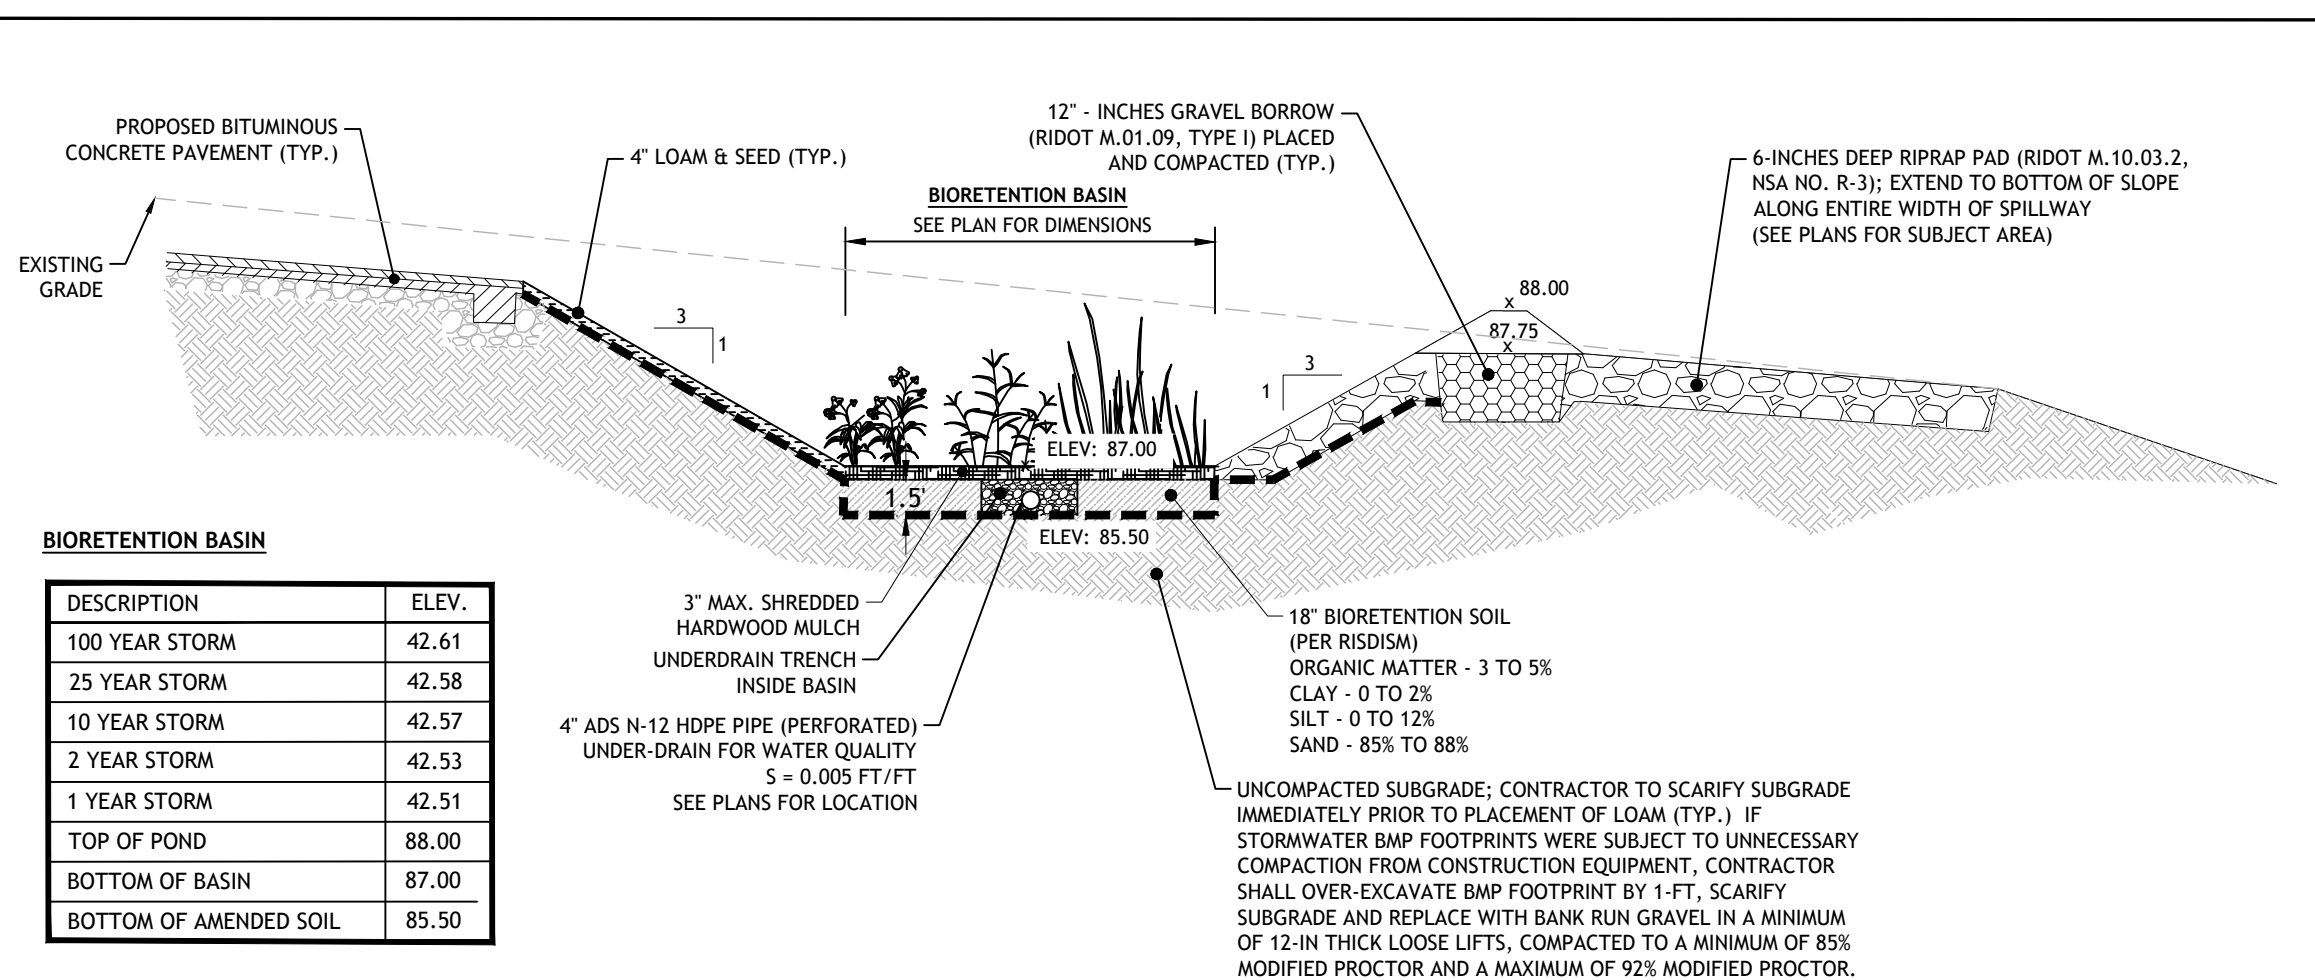 PROPOSED BITUMINOUS
CONCRETE PAVEMENT (TYP.)
EXISTING
GRADE
4" LOAM & SEED (TYP.)
12" - INCHES GRAVEL BORROW
(RIDOT M.01.09, TYPE I) PLACED
AND COMPACTED (TYP.)
BIORETENTION BASIN
SEE PLAN FOR DIMENSIONS
6-INCHES DEEP RIPRAP PAD (RIDOT M.10.03.2,
NSA NO. R-3); EXTEND TO BOTTOM OF SLOPE
ALONG ENTIRE WIDTH OF SPILLWAY
(SEE PLANS FOR SUBJECT AREA)
3
1
88.00
x
87.75
x
3
1
ELEV: 87.00
1.5'
ELEV: 85.50
3" MAX. SHREDDED
HARDWOOD MULCH
UNDERDRAIN TRENCH
INSIDE BASIN
4" ADS N-12 HDPE PIPE (PERFORATED)
UNDER-DRAIN FOR WATER QUALITY
S = 0.005 FT/FT
SEE PLANS FOR LOCATION
18" BIORETENTION SOIL
(PER RISDISM)
ORGANIC MATTER - 3 TO 5%
CLAY - 0 TO 2%
SILT - 0 TO 12%
SAND - 85% TO 88%
UNCOMPACTED SUBGRADE; CONTRACTOR TO SCARIFY SUBGRADE
IMMEDIATELY PRIOR TO PLACEMENT OF LOAM (TYP.) IF
STORMWATER BMP FOOTPRINTS WERE SUBJECT TO UNNECESSARY
COMPACTION FROM CONSTRUCTION EQUIPMENT, CONTRACTOR
SHALL OVER-EXCAVATE BMP FOOTPRINT BY 1-FT, SCARIFY
SUBGRADE AND REPLACE WITH BANK RUN GRAVEL IN A MINIMUM
OF 12-IN THICK LOOSE LIFTS, COMPACTED TO A MINIMUM OF 85%
MODIFIED PROCTOR AND A MAXIMUM OF 92% MODIFIED PROCTOR.
BIORETENTION BASIN
DESCRIPTION ELEV.
100 YEAR STORM 42.61
25 YEAR STORM 42.58
10 YEAR STORM 42.57
2 YEAR STORM 42.53
1 YEAR STORM 42.51
TOP OF POND 88.00
BOTTOM OF BASIN 87.00
BOTTOM OF AMENDED SOIL 85.50